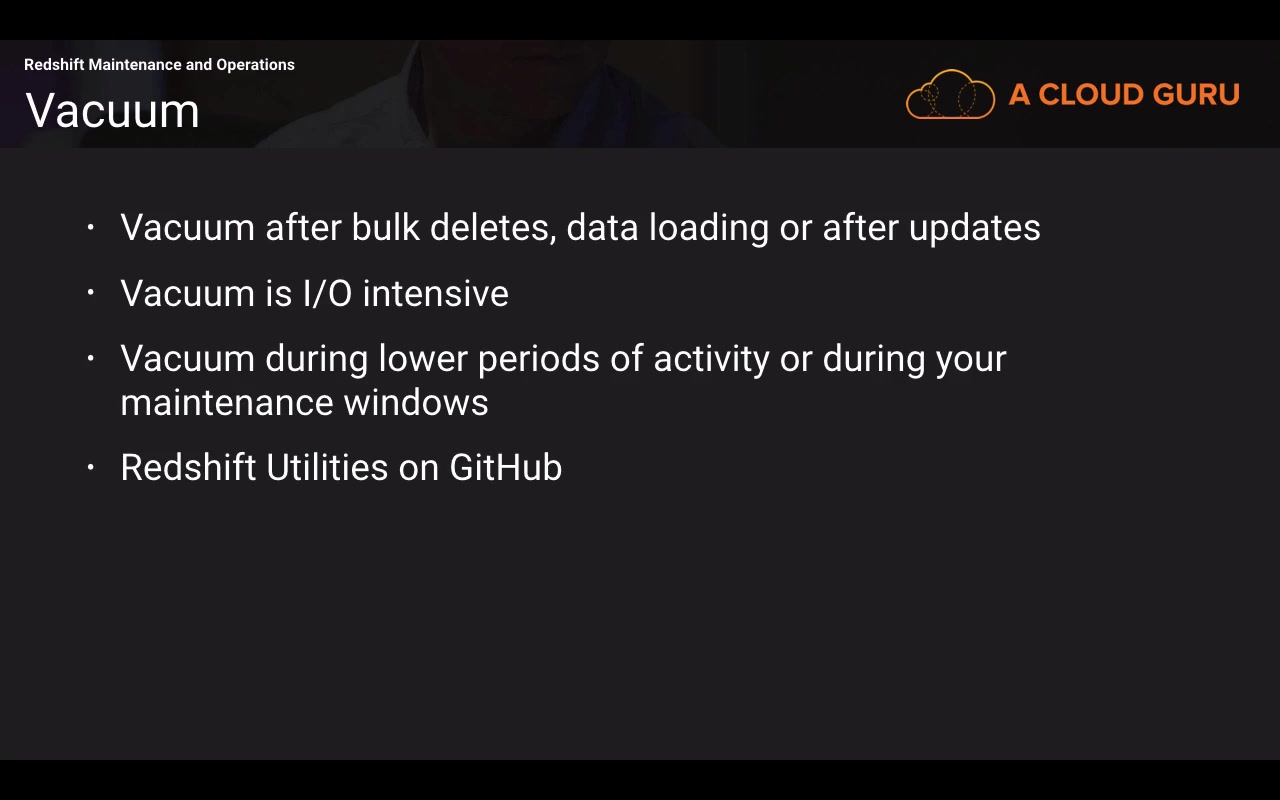 Redshift Maintenance and Operations
Vacuum
A CLOUD GURU
• Vacuum after bulk deletes, data loading or after updates
• Vacuum is I/O intensive
• Vacuum during lower periods of activity or during your
maintenance windows
• Redshift Utilities on GitHub